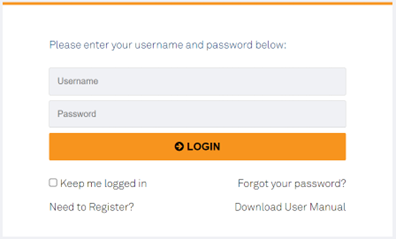 Please enter your username and password below:
Username
Password
LOGIN
Keep me logged in Forgot your password?
Need to Register? Download User Manual